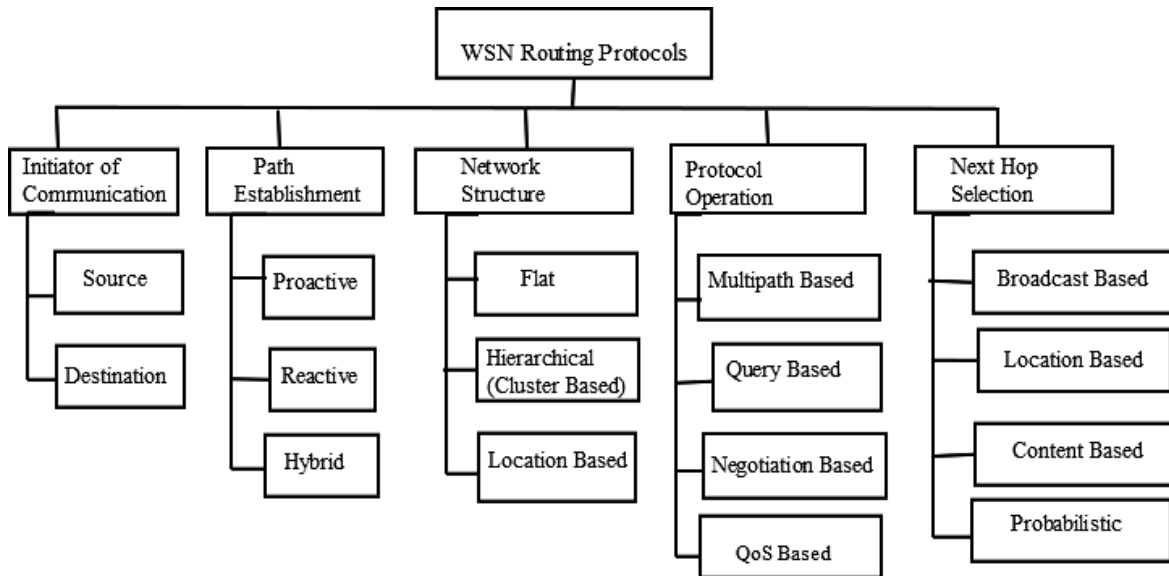 WSN Routing Protocols
Initiator of
Communication
Source
Destination
Path
Establishment
Proactive
Reactive
Hybrid
Network
Structure
Flat
Hierarchical
(Cluster Based)
Location Based
Protocol
Operation
Multipath Based
Query Based
Negotiation Based
QoS Based
Next Hop
Selection
Broadcast Based
Location Based
Content Based
Probabilistic